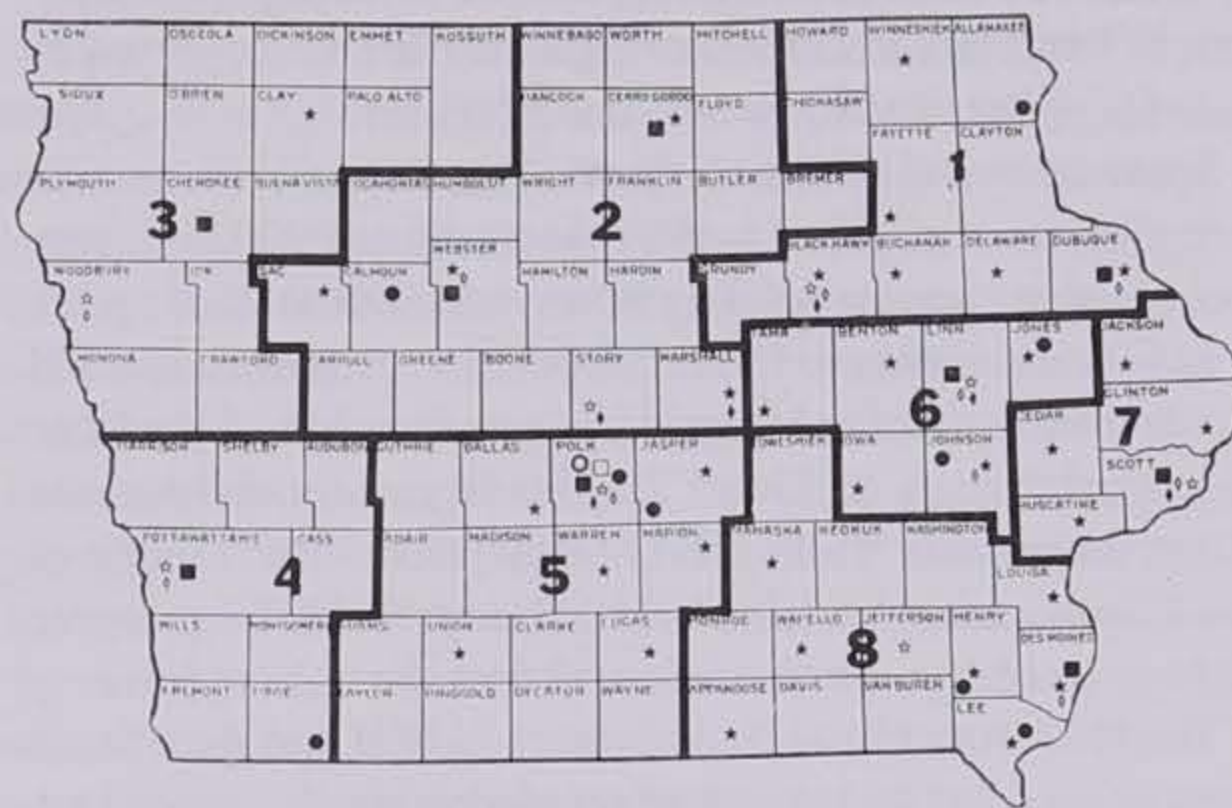 LYON OSCEOLA DICKINSON EMMET KOSSUTH WINNEBAGO WORTH MITCHELL HOWARD WINNESHIEK ALLAMAKEE
SIOUX O'BRIEN CLAY PALO ALTO HANCOCK CERRO GORDO FLOYD CHICKASAW
FAYETTE CLAYTON
1
PLYMOUTH CHEROKEE BUENA VISTA POCAHONTAS HUMBOLDT WRIGHT FRANKLIN BUTLER BREMER
3 2
WEBSTER BLACK HAWK BUCHANAN DELAWARE DUBUQUE
WOODBURY IDA SAC CALHOUN HAMILTON HARDIN GRUNDY
TAMA BENTON LINN JONES JACKSON
MONONA CRAWFORD CARROLL GREENE BOONE STORY MARSHALL
CLINTON
6 CEDAR 7
HARRISON SHELBY AUDUBON GUTHRIE DALLAS POLK JASPER POWESHIEK IOWA JOHNSON
SCOTT
MUSCATINE
POTTAWATTAMIE CASS ADAIR MADISON WARREN MARION MAHASKA KEOKUK WASHINGTON
4 5
LOUISA
MILLS MONTGOMERY ADAMS UNION CLARKE LUCAS MONROE WAPELLO JEFFERSON HENRY
DES MOINES
8
FREMONT PAGE TAYLOR RINGGOLD DECATUR WAYNE APPANOOSE DAVIS VAN BUREN
LEE